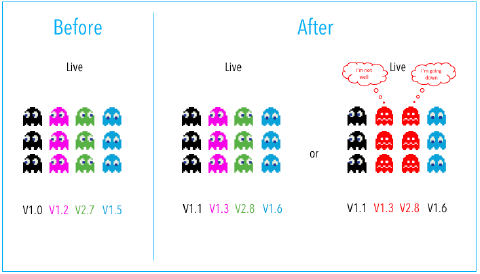 Before
After
Live
Live
Live
I'm not
well
I'm going
down
or
V1.0 V1.2 V2.7 V1.5
V1.1 V1.3 V2.8 V1.6
V1.1 V1.3 V2.8 V1.6